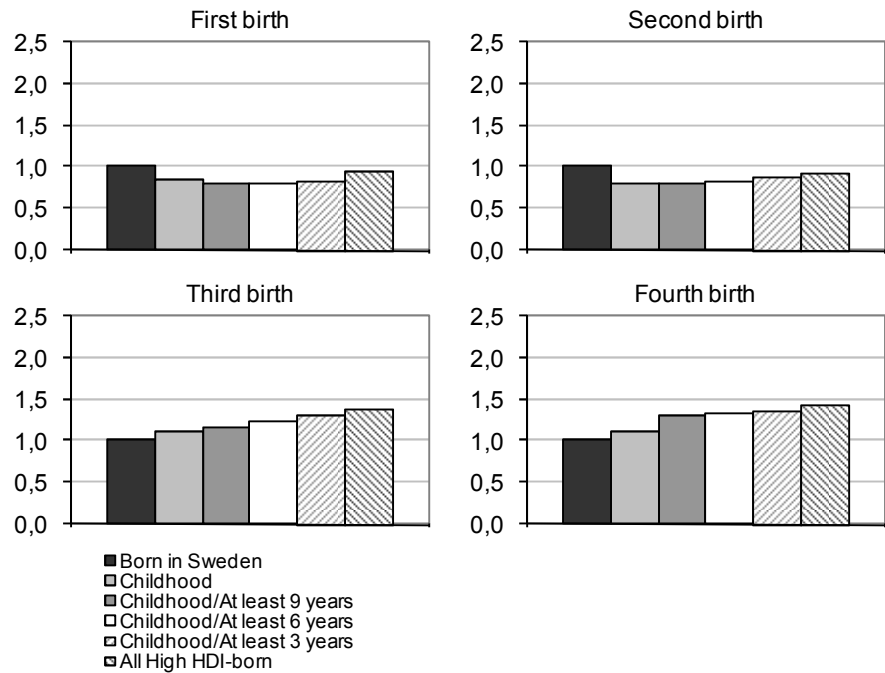 First birth
2,5
2,0
1,5
1,0
0,5
0,0
Second birth
2,5
2,0
1,5
1,0
0,5
0,0
Third birth
2,5
2,0
1,5
1,0
0,5
0,0
Fourth birth
2,5
2,0
1,5
1,0
0,5
0,0
Born in Sweden
Childhood
Childhood/At least 9 years
Childhood/At least 6 years
Childhood/At least 3 years
All High HDI-born